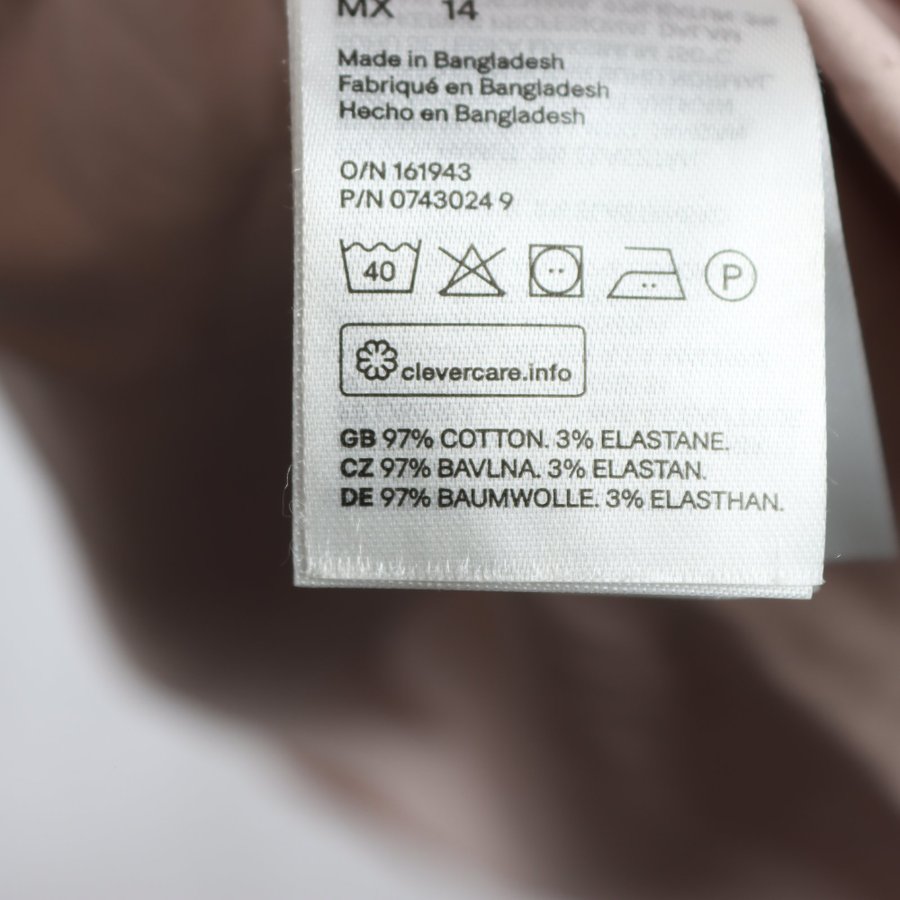 MX 14
Made in Bangladesh
Fabriqué en Bangladesh
Hecho en Bangladesh
O/N 161943
P/N 0743024 9
40 P
clevercare.info
GB 97% COTTON. 3% ELASTANE.
CZ 97% BAVLNA. 3% ELASTAN.
DE 97% BAUMWOLLE. 3% ELASTHAN.